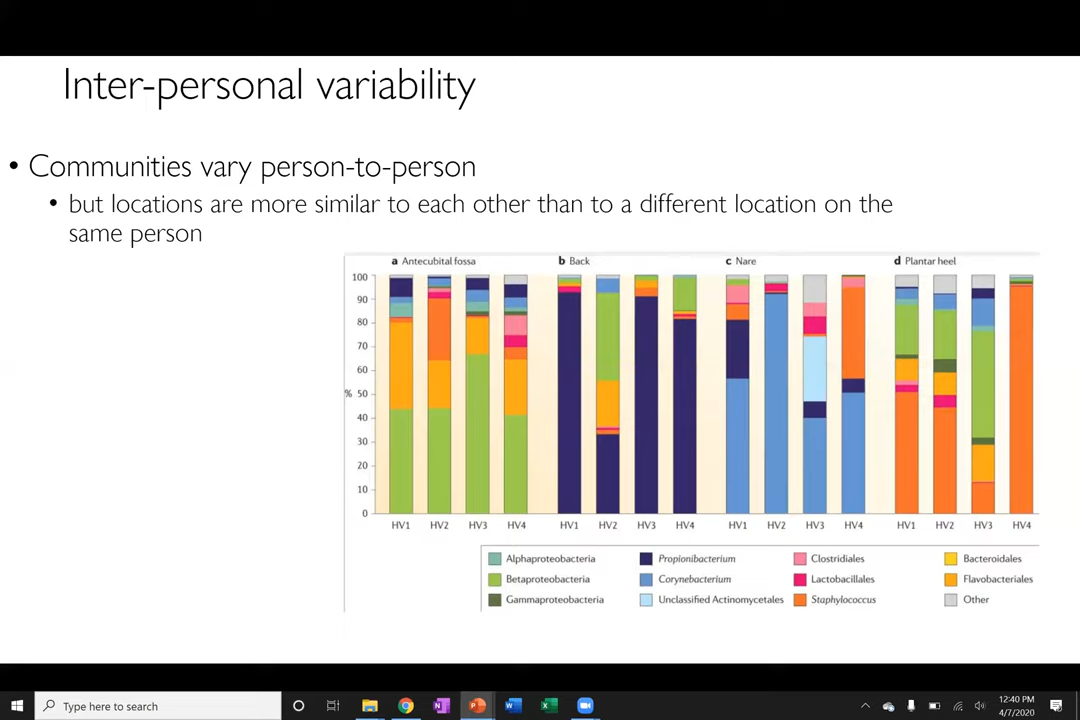 Inter-personal variability
• Communities vary person-to-person
• but locations are more similar to each other than to a different location on the
same person
a Antecubital fossa
b Back
c Nare
d Plantar heel
100
90
80
70
60
% 50
40
30
20
10
0
HV1 HV2 HV3 HV4 HV1 HV2 HV3 HV4 HV1 HV2 HV3 HV4 HV1 HV2 HV3 HV4
Alphaproteobacteria Propionibacterium Clostridiales Bacteroidales
Betaproteobacteria Corynebacterium Lactobacillales Flavobacteriales
Gammaproteobacteria Unclassified Actinomycetales Staphylococcus Other
Type here to search
12:40 PM
4/7/2020